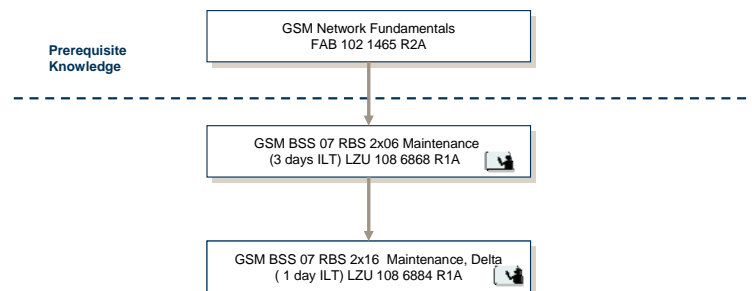 GSM Network Fundamentals
FAB 102 1465 R2A
Prerequisite
Knowledge
GSM BSS 07 RBS 2x06 Maintenance
(3 days ILT) LZU 108 6868 R1A
GSM BSS 07 RBS 2x16 Maintenance, Delta
( 1 day ILT) LZU 108 6884 R1A